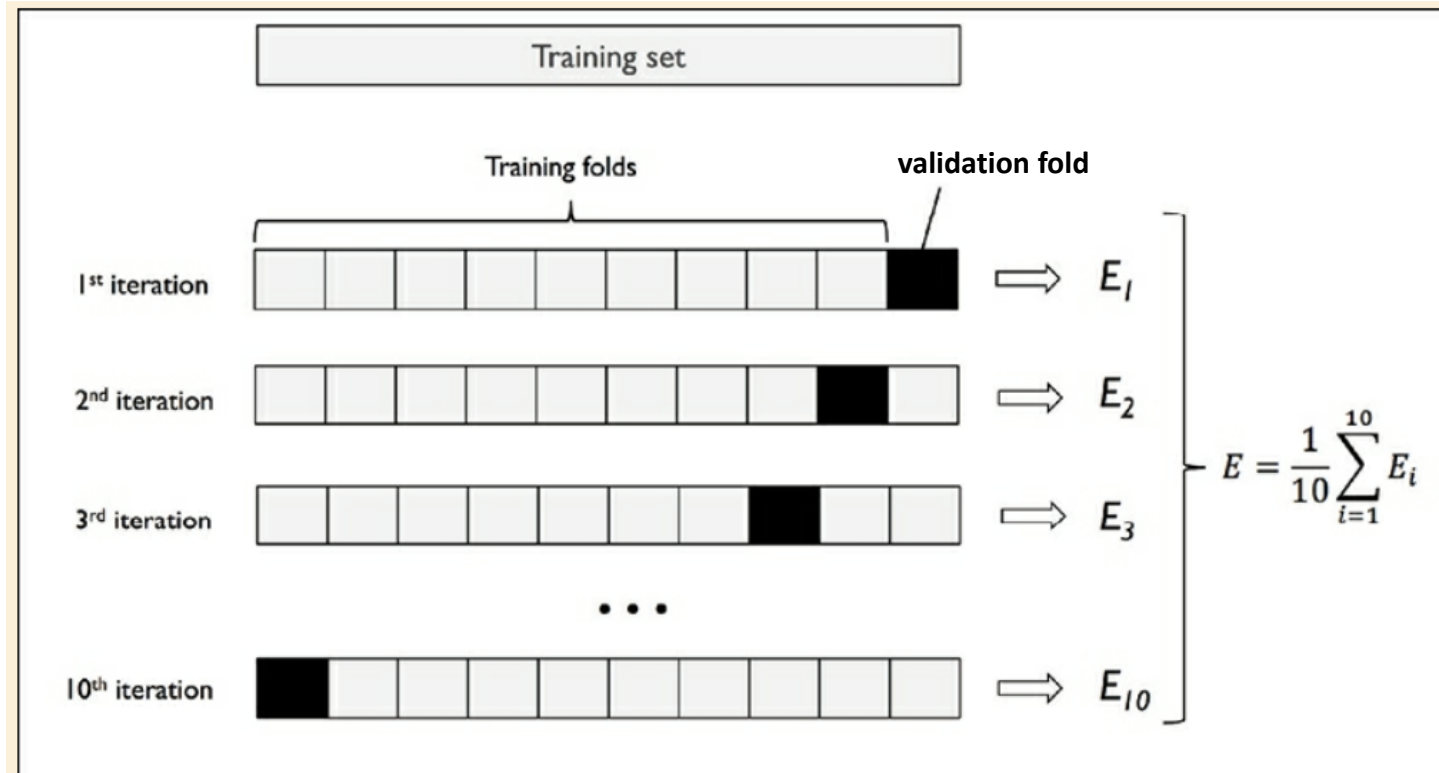 Training set
Training folds
validation fold
1st iteration
E1
2nd iteration
E2
3rd iteration
E3
• • •
10th iteration
E10
E = 1/10 ∑_{i=1}^{10} E_i